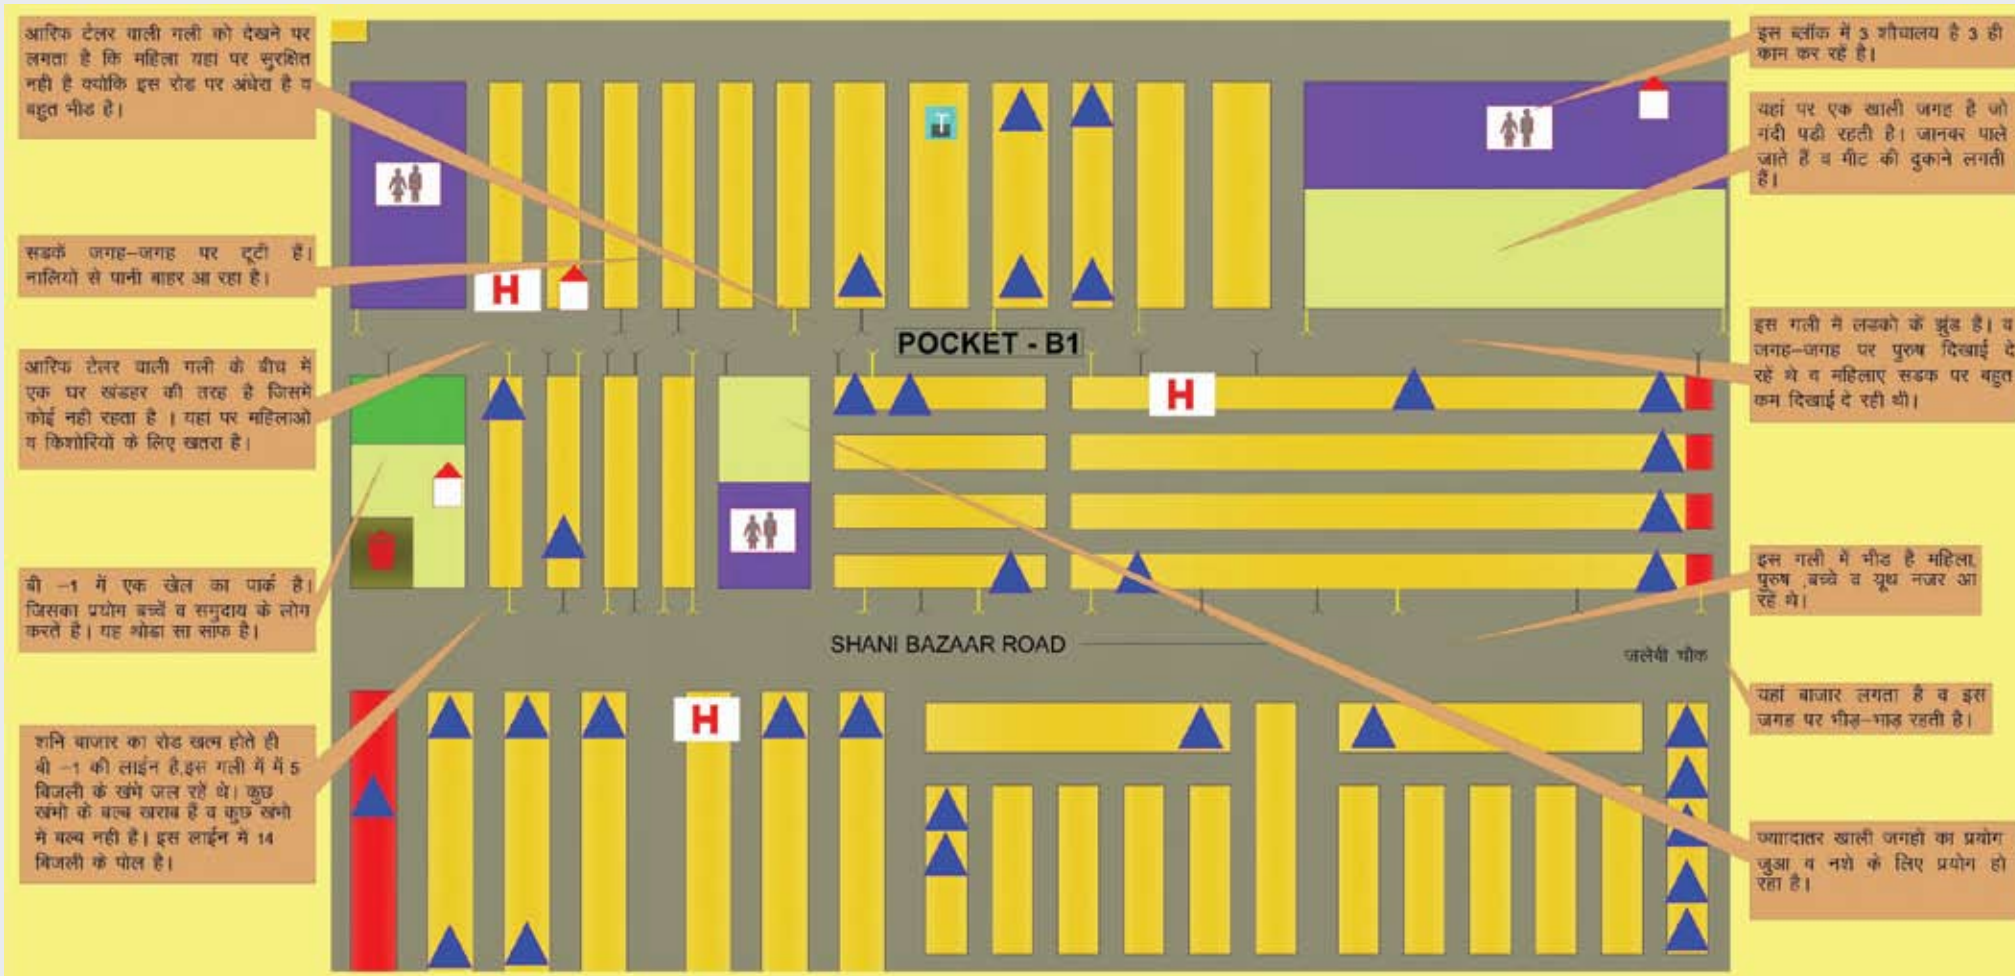 आरिफ टेलर वाली गली को देखने पर
लगता है कि महिला यहां पर सुरक्षित
नही है क्योकि इस रोड पर अंधेरा है व
बहुत भीड है।
सडकें जगह-जगह पर टूटी हैं।
नालियो से पानी बाहर आ रहा है।
आरिफ टेलर वाली गली के बीच में
एक घर खंडहर की तरह है जिसमें
कोई नही रहता है । यहां पर महिलाओं
व किशोरियों के लिए खतरा है।
बी -1 में एक खेल का पार्क है।
जिसका प्रयोग बच्चें व समुदाय के लोग
करते है। यह थोडा सा साफ है।
शनि बाजार का रोड खत्म होते ही
बी -1 की लाईन है,इस गली में में 5
बिजली के खंभे जल रहें थे। कुछ
खंभो के बल्ब खराब हैं व कुछ खंभो
मे बल्ब नही है। इस लाईन में 14
बिजली के पोल है।
H
POCKET - B1
H
SHANI BAZAAR ROAD
जलेबी चौक
H
इस ब्लॉक में 3 शौचालय है 3 ही
काम कर रहें है।
यहां पर एक खाली जगह है जो
गंदी पडी रहती है। जानवर पाले
जाते हैं व मीट की दुकाने लगती
हैं।
इस गली में लडको कें झुंड है। व
जगह-जगह पर पुरुष दिखाई दे
रहें थे व महिलाए सडक पर बहुत
कम दिखाई दे रही थी।
इस गली में भीड है महिला,
पुरुष ,बच्चे व यूथ नजर आ
रहे थे।
यहां बाजार लगता है व इस
जगह पर भीड़-भाड़ रहती है।
ज्यादातर खाली जगहो का प्रयोग
जुआ व नशे के लिए प्रयोग हो
रहा है।